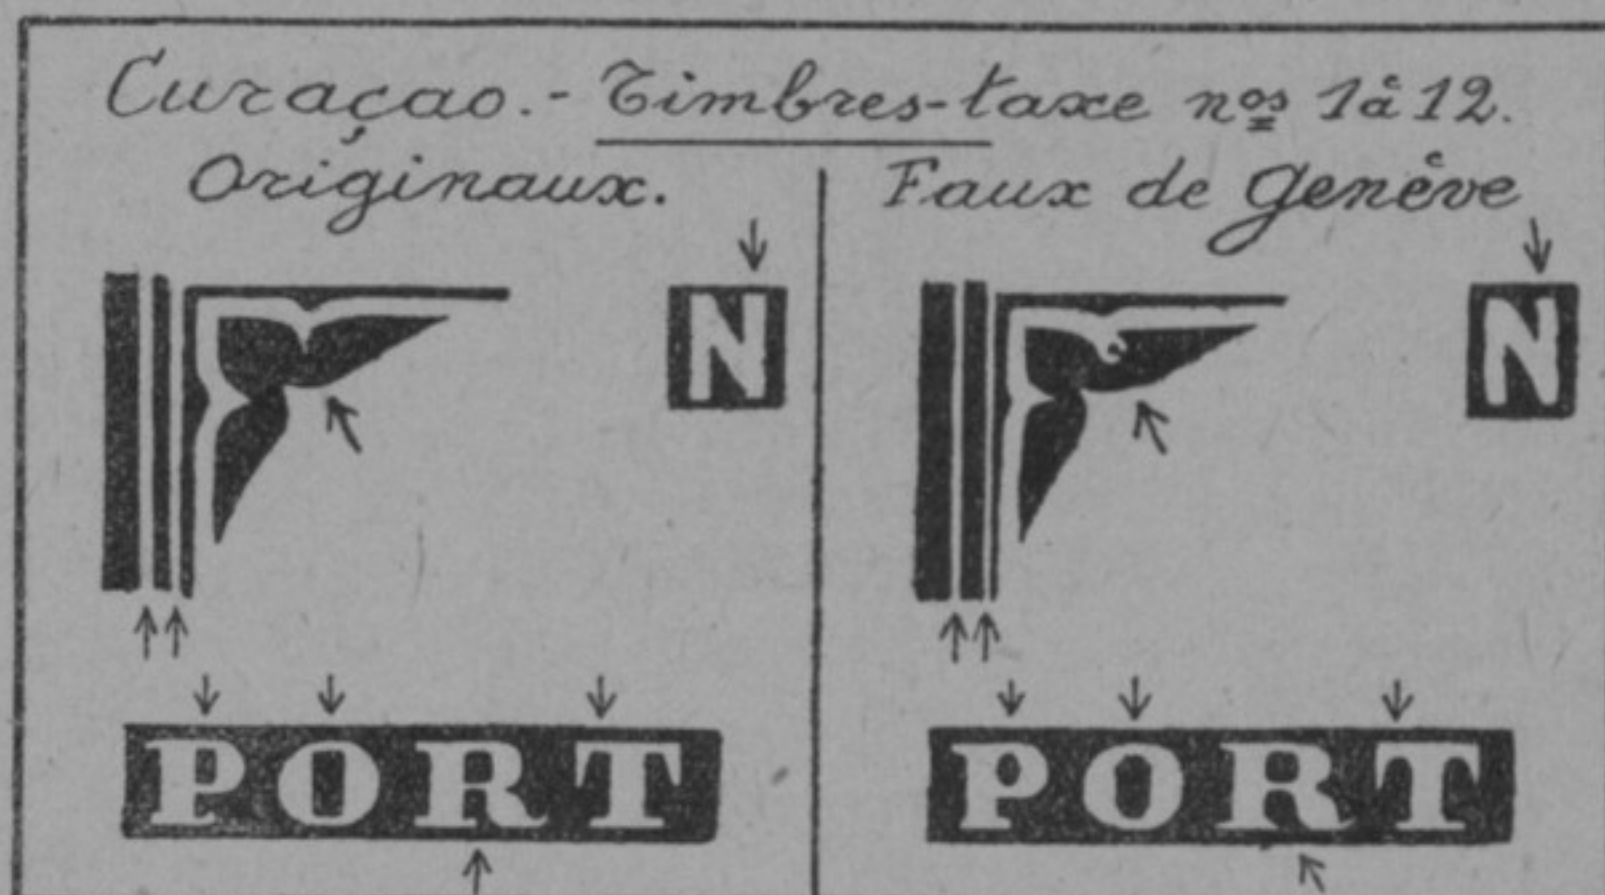 Curaçao.- Timbres-taxe nos 1 à 12.
Originaux.
Faux de Genève
N
N
PORT
PORT